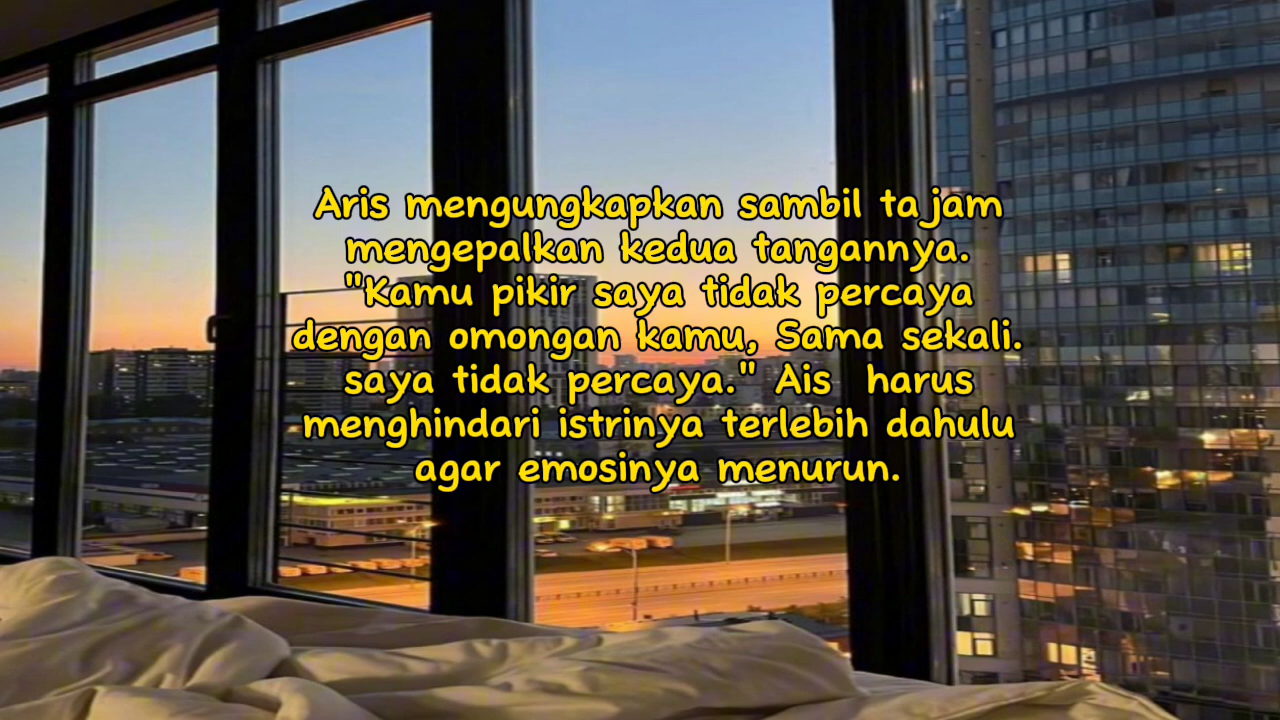 Aris mengungkapkan sambil tajam
mengepalkan kedua tangannya.
"Kamu pikir saya tidak percaya
dengan omongan kamu, Sama sekali.
saya tidak percaya." Ais  harus
menghindari istrinya terlebih dahulu
agar emosinya menurun.